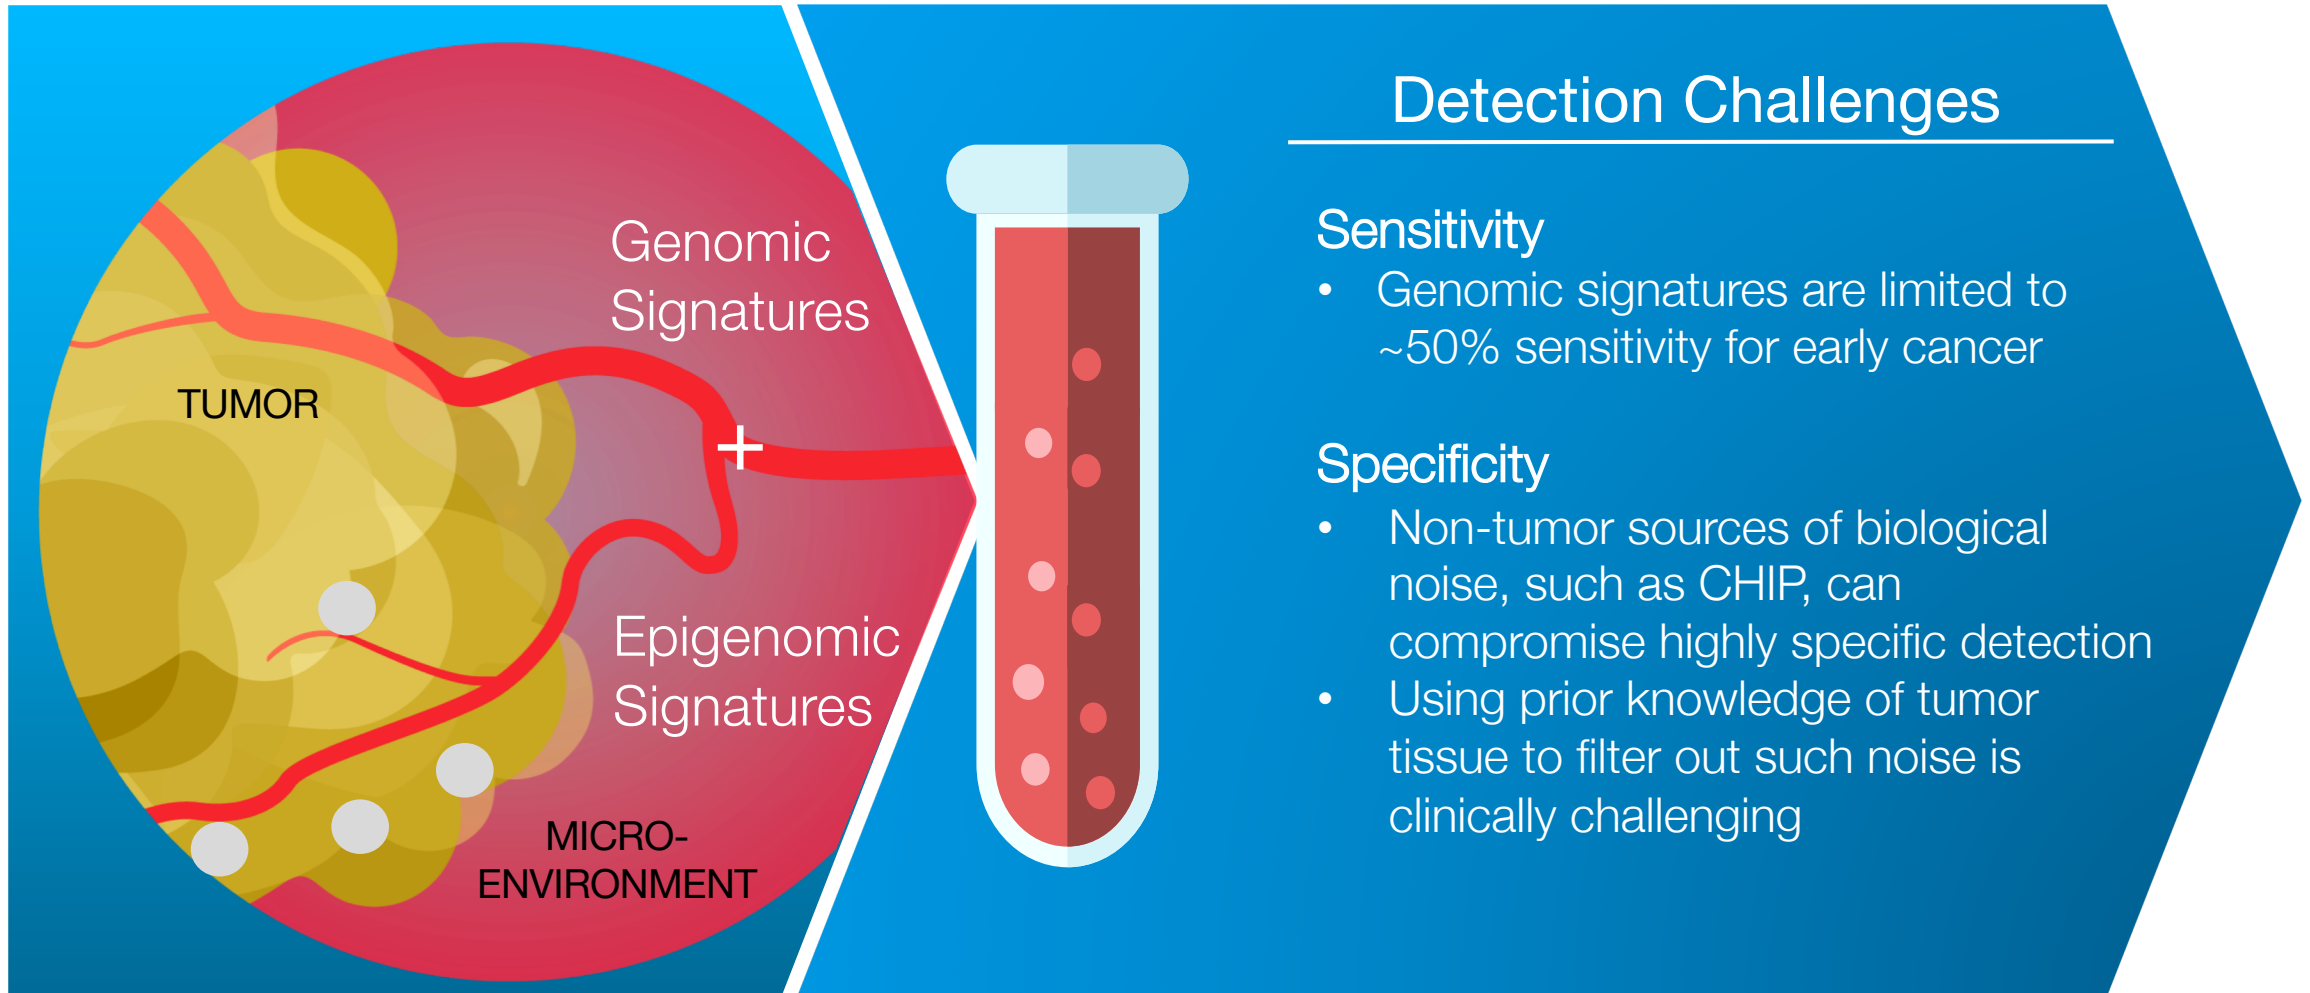 Genomic
Signatures
TUMOR
+
Epigenomic
Signatures
MICRO-
ENVIRONMENT
Detection Challenges
Sensitivity
• Genomic signatures are limited to
~50% sensitivity for early cancer
Specificity
• Non-tumor sources of biological
noise, such as CHIP, can
compromise highly specific detection
• Using prior knowledge of tumor
tissue to filter out such noise is
clinically challenging